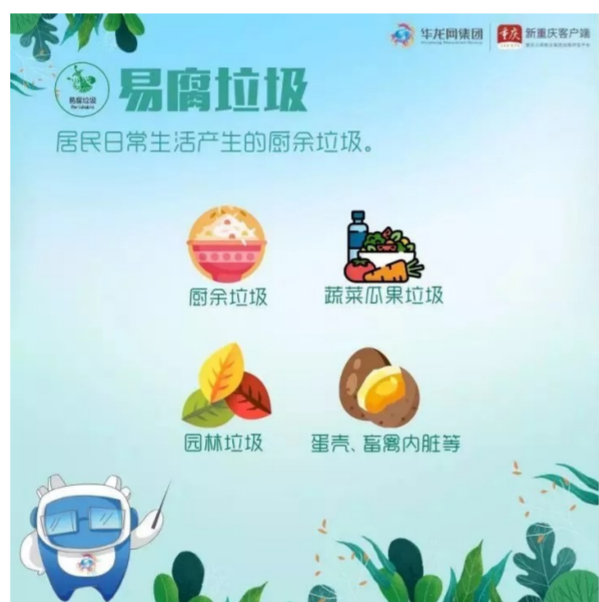 华龙网集团
新重庆客户端
易腐垃圾
易腐垃圾
居民日常生活产生的厨余垃圾。
厨余垃圾
蔬菜瓜果垃圾
园林垃圾
蛋壳、畜禽内脏等